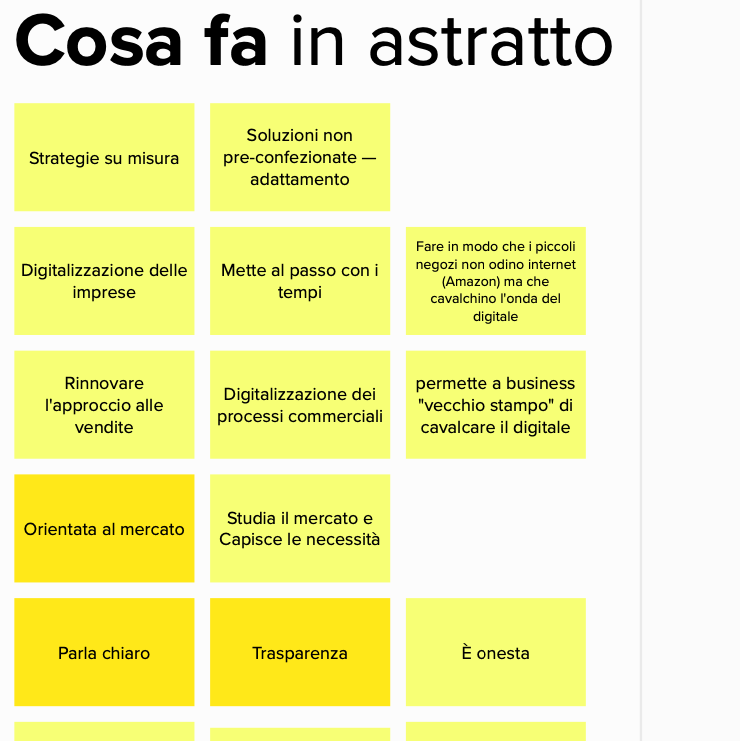 Cosa fa in astratto
Strategie su misura
Soluzioni non
pre-confezionate —
adattamento
Digitalizzazione delle
imprese
Mette al passo con i
tempi
Fare in modo che i piccoli
negozi non odino internet
(Amazon) ma che
cavalchino l'onda del
digitale
Rinnovare
l'approccio alle
vendite
Digitalizzazione dei
processi commerciali
permette a business
"vecchio stampo" di
cavalcare il digitale
Orientata al mercato
Studia il mercato e
Capisce le necessità
Parla chiaro
Trasparenza
È onesta